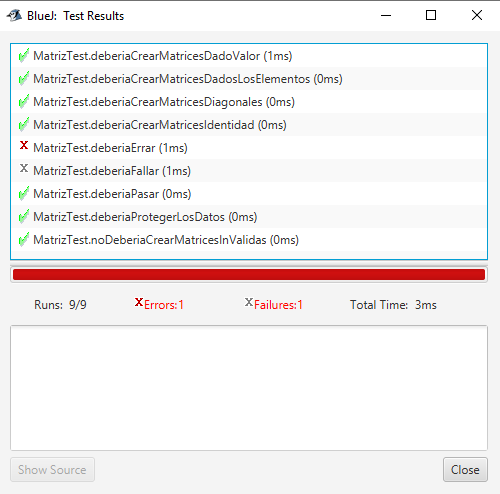 BlueJ: Test Results
MatrizTest.deberiaCrearMatricesDadoValor (1ms)
MatrizTest.deberiaCrearMatricesDadosLosElementos (0ms)
MatrizTest.deberiaCrearMatricesDiagonales (0ms)
MatrizTest.deberiaCrearMatricesIdentidad (0ms)
MatrizTest.deberiaErrar (1ms)
MatrizTest.deberiaFallar (1ms)
MatrizTest.deberiaPasar (0ms)
MatrizTest.deberiaProtegerLosDatos (0ms)
MatrizTest.noDeberiaCrearMatricesInValidas (0ms)
Runs: 9/9 Errors:1 Failures:1 Total Time: 3ms
Show Source Close